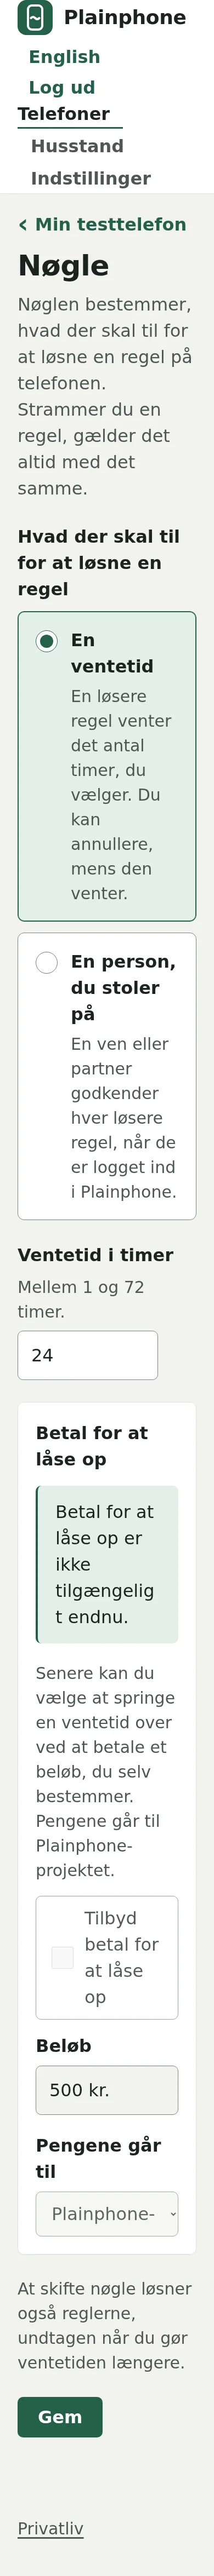 Plainphone
English
Log ud
Telefoner
Husstand
Indstillinger
‹ Min testtelefon
Nøgle
Nøglen bestemmer,
hvad der skal til for
at løsne en regel på
telefonen.
Strammer du en
regel, gælder det
altid med det
samme.
Hvad der skal til
for at løsne en
regel
En
ventetid
En løsere
regel venter
det antal
timer, du
vælger. Du
kan
annullere,
mens den
venter.
En person,
du stoler
på
En ven eller
partner
godkender
hver løsere
regel, når de
er logget ind
i Plainphone.
Ventetid i timer
Mellem 1 og 72
timer.
24
Betal for at
låse op
Betal for at
låse op er
ikke
tilgængelig
t endnu.
Senere kan du
vælge at springe
en ventetid over
ved at betale et
beløb, du selv
bestemmer.
Pengene går til
Plainphone-
projektet.
Tilbyd
betal for
at låse
op
Beløb
500 kr.
Pengene går
til
Plainphone-
At skifte nøgle løsner
også reglerne,
undtagen når du gør
ventetiden længere.
Gem
Privatliv